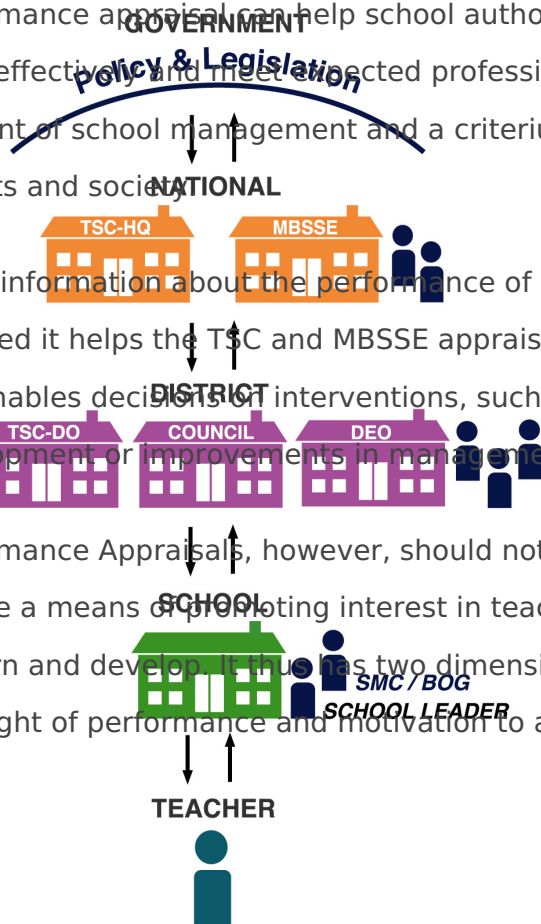 mance appraisal can help school autho
GOVERNMENT
effectively and meet expected professi
Policy & Legislation
nt of school management and a criteriu
ts and society
NATIONAL
TSC-HQ MBSSE
information about the performance of
ed it helps the TSC and MBSSE apprais
nables decisions on interventions, such
DISTRICT
TSC-DO COUNCIL DEO
opment or improvements in manageme
mance Appraisals, however, should not
e a means of promoting interest in teac
SCHOOL
rn and develop. It thus has two dimensi
SMC / BOG
SCHOOL LEADER
ght of performance and motivation to a
TEACHER